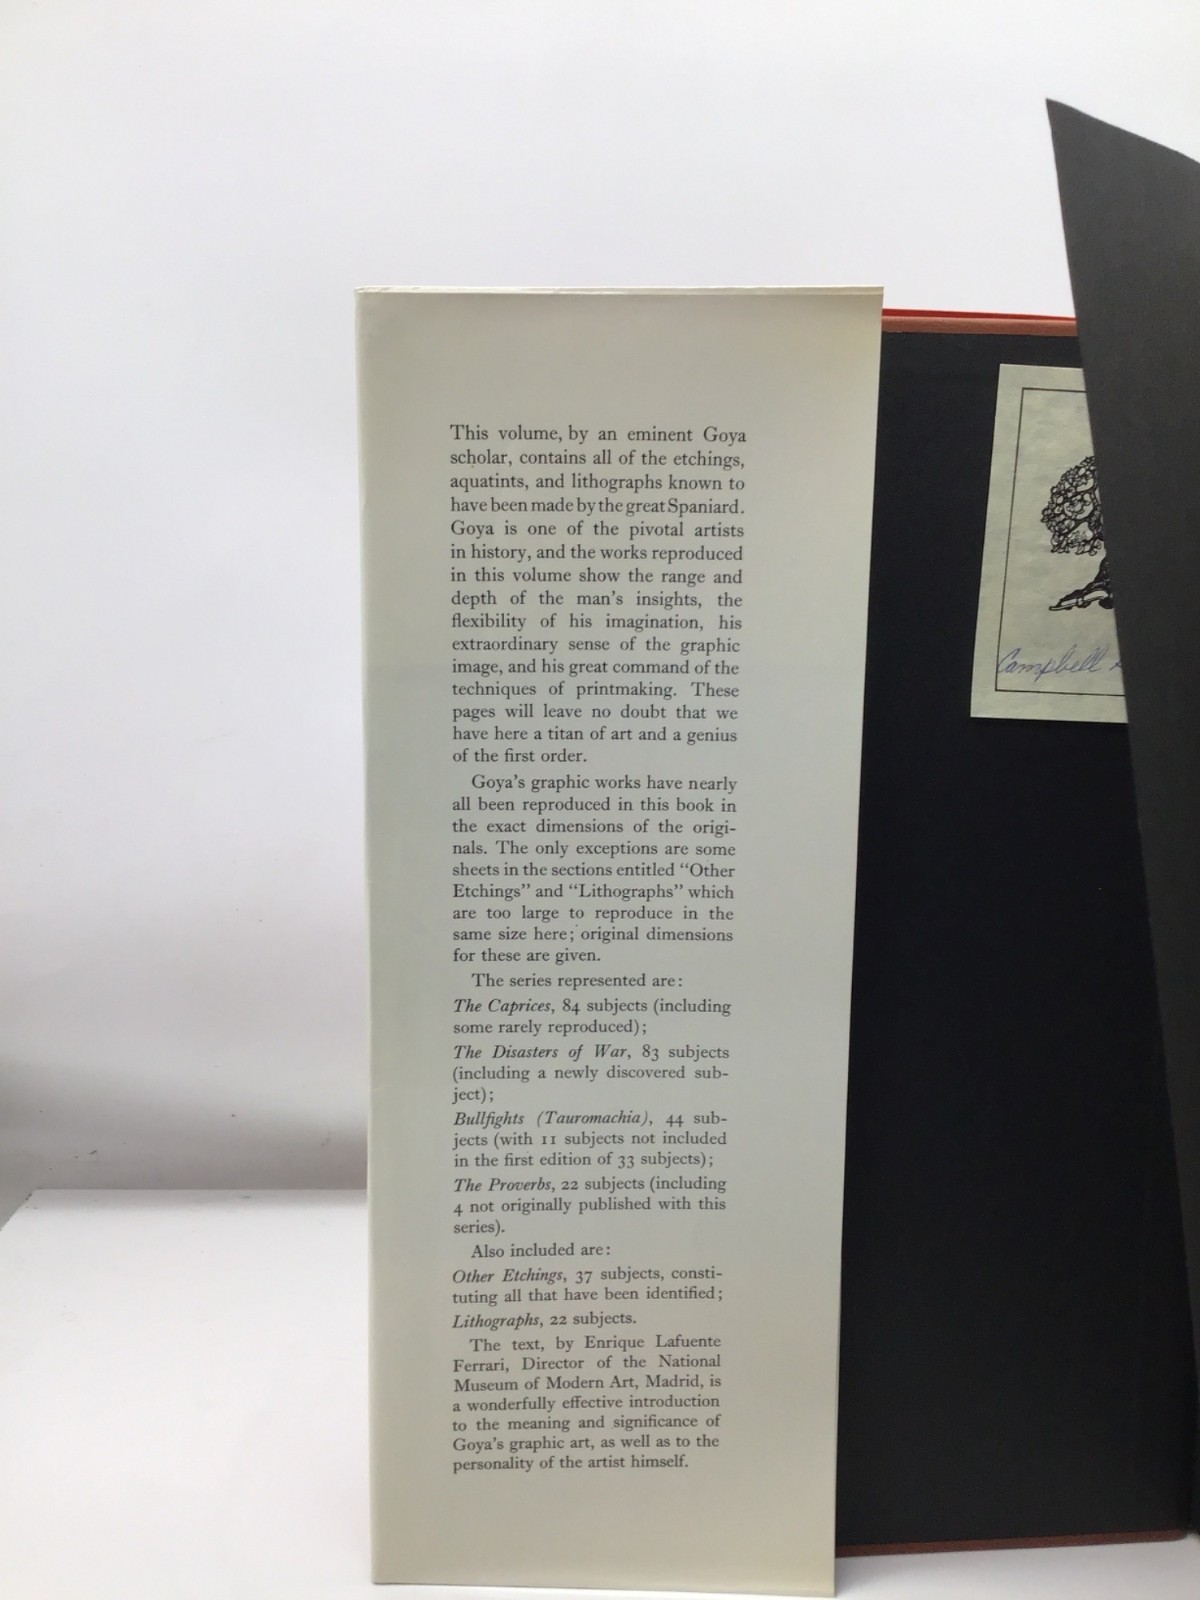 This volume, by an eminent Goya
scholar, contains all of the etchings,
aquatints, and lithographs known to
have been made by the great Spaniard.
Goya is one of the pivotal artists
in history, and the works reproduced
in this volume show the range and
depth of the man's insights, the
flexibility of his imagination, his
extraordinary sense of the graphic
image, and his great command of the
techniques of printmaking. These
pages will leave no doubt that we
have here a titan of art and a genius
of the first order.
Goya's graphic works have nearly
all been reproduced in this book in
the exact dimensions of the origi-
nals. The only exceptions are some
sheets in the sections entitled “Other
Etchings” and “Lithographs” which
are too large to reproduce in the
same size here; original dimensions
for these are given.
The series represented are:
The Caprices, 84 subjects (including
some rarely reproduced);
The Disasters of War, 83 subjects
(including a newly discovered sub-
ject);
Bullfights (Tauromachia), 44 sub-
jects (with 11 subjects not included
in the first edition of 33 subjects);
The Proverbs, 22 subjects (including
4 not originally published with this
series).
Also included are:
Other Etchings, 37 subjects, consti-
tuting all that have been identified;
Lithographs, 22 subjects.
The text, by Enrique Lafuente
Ferrari, Director of the National
Museum of Modern Art, Madrid, is
a wonderfully effective introduction
to the meaning and significance of
Goya's graphic art, as well as to the
personality of the artist himself.
Campbell